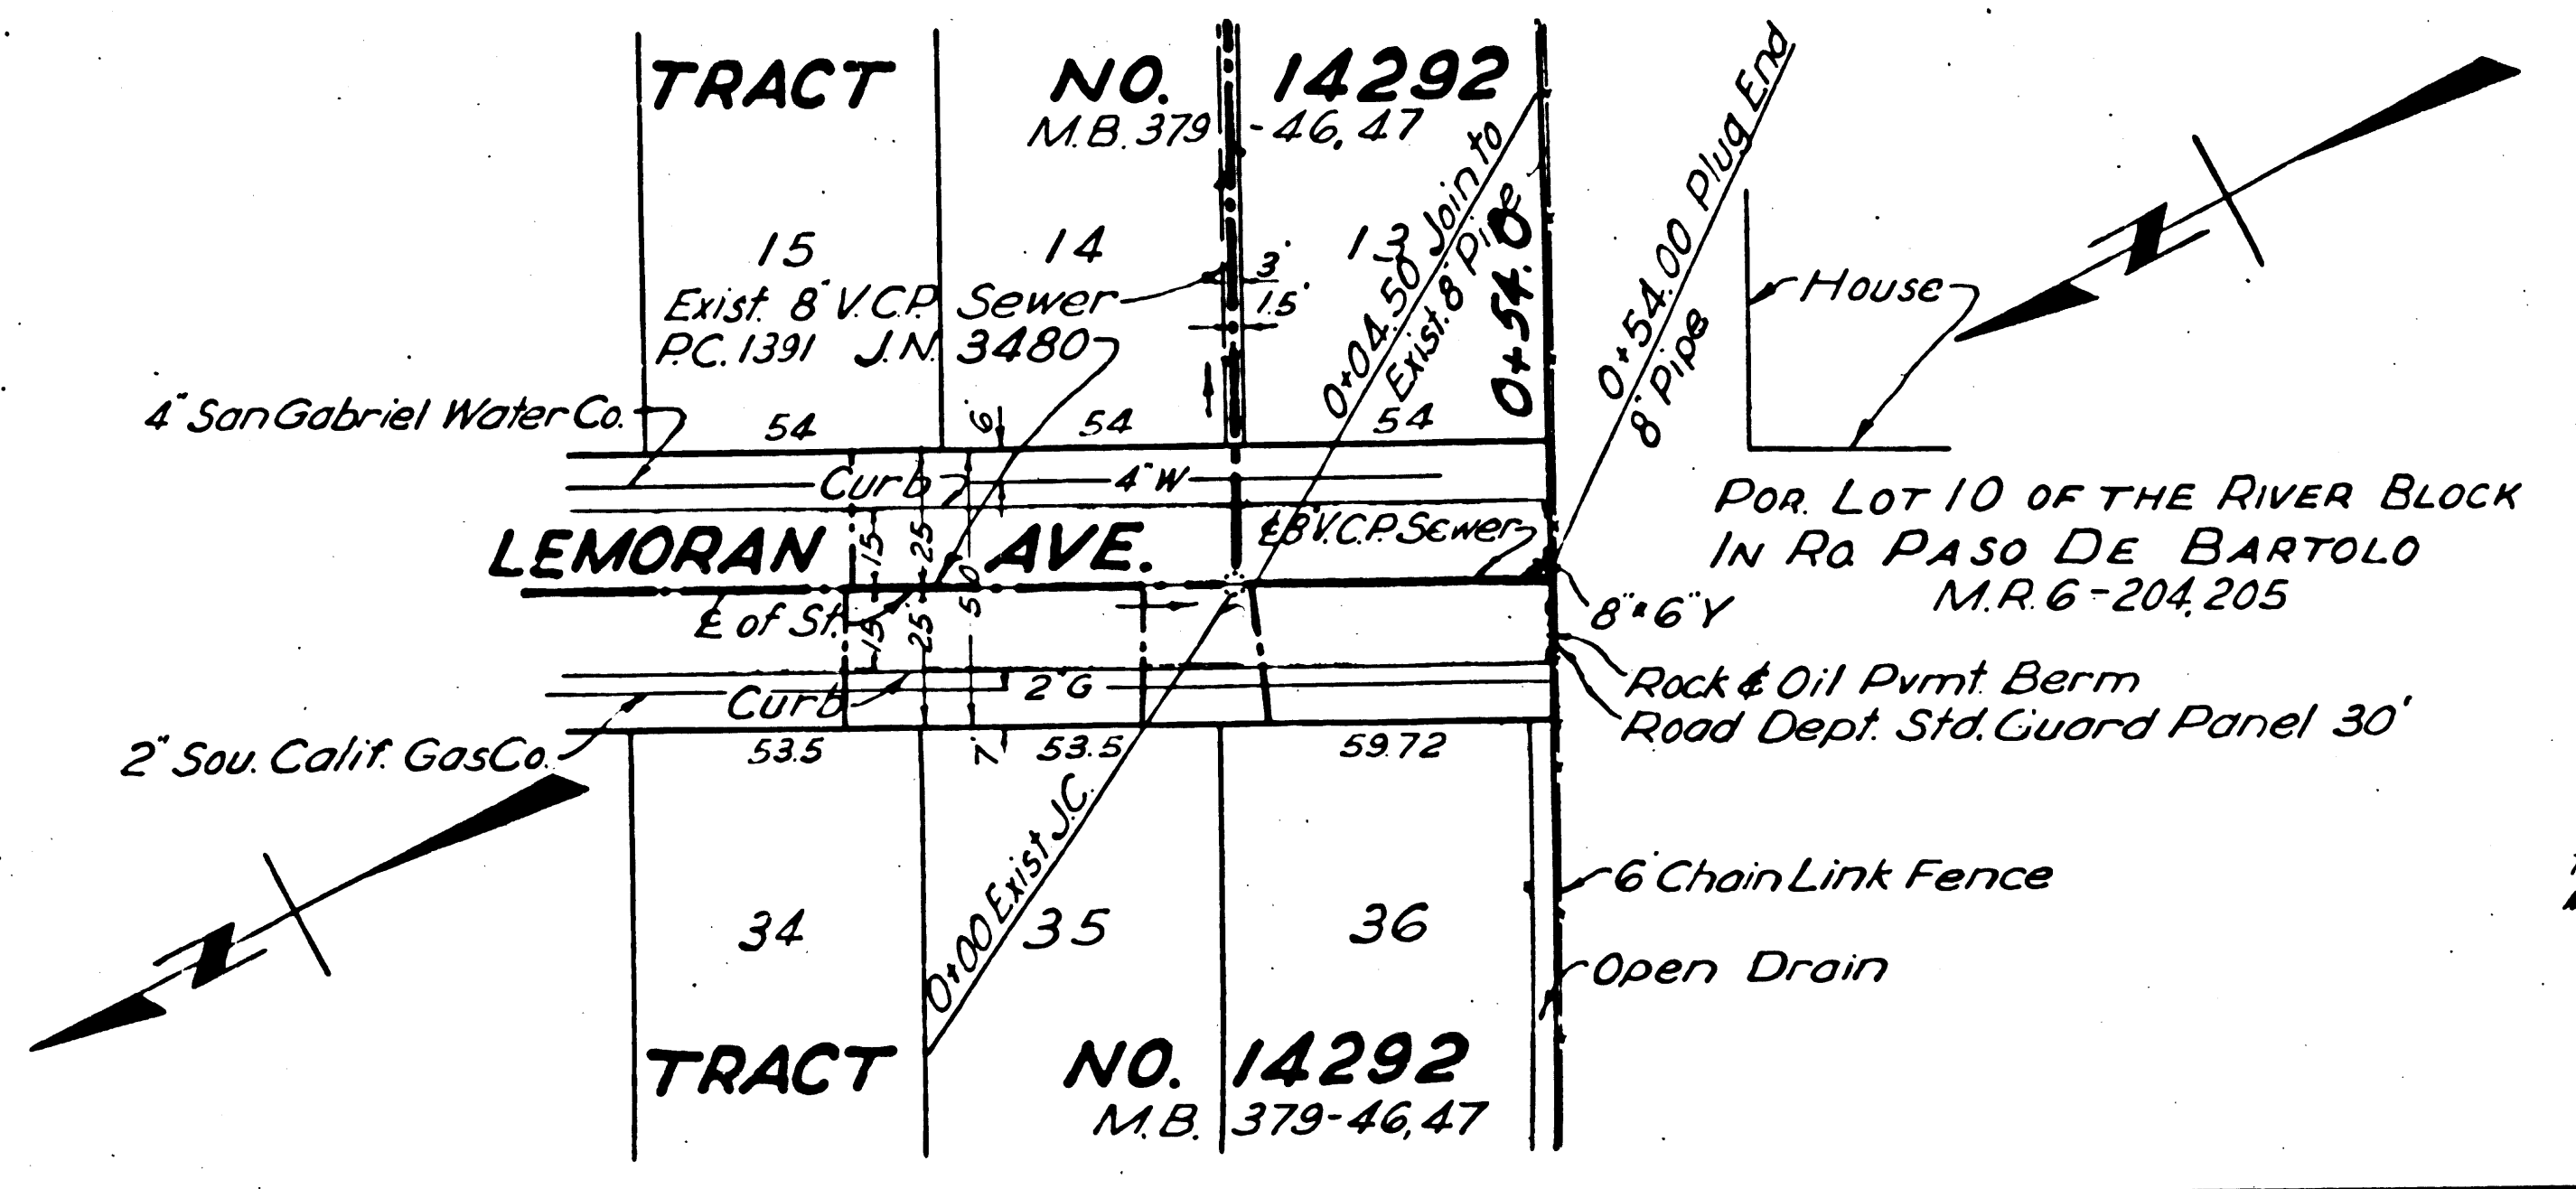 TRACT NO. 14292
M.B. 379 - 46, 47
15
14
13
Exist. 8" V.C.P. Sewer
P.C. 1391 J.N. 3480
3'
1.5'
0+04.50 Join to
Exist. 8" Pipe
0+54.0
0+54.00 Plug End
8" Pipe
House
N
4" San Gabriel Water Co.
54
6'
54
54
Curb
4" W
LEMORAN AVE.
15
25
50
℄ 8" V.C.P. Sewer
POR. LOT 10 OF THE RIVER BLOCK
IN RO. PASO DE BARTOLO
M.R. 6-204,205
℄ of St.
15
25
8"x6" Y
Rock & Oil Pvmt. Berm
Road Dept. Std. Guard Panel 30'
Curb
2" G
2" Sou. Calif. Gas Co.
53.5
7'
53.5
59.72
0+00 Exist J.C.
34
35
36
6' Chain Link Fence
Open Drain
N
TRACT NO. 14292
M.B. 379-46,47